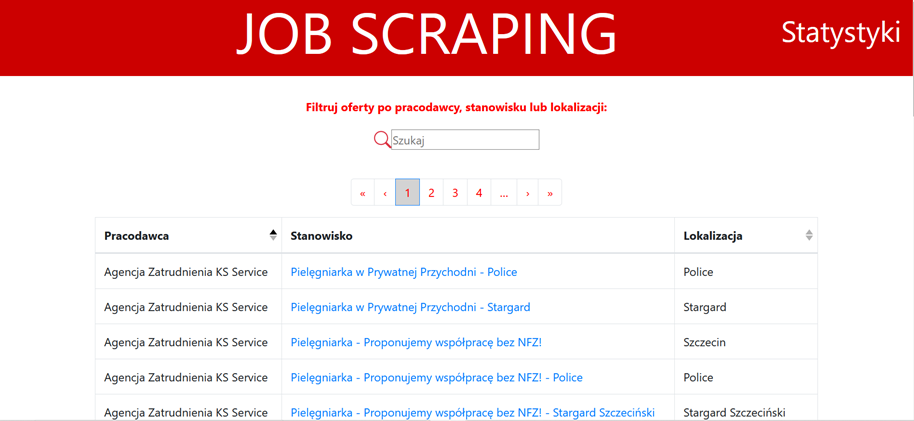 JOB SCRAPING
Statystyki
Filtruj oferty po pracodawcy, stanowisku lub lokalizacji:
Szukaj
« ‹ 1 2 3 4 ... › »
Pracodawca Stanowisko Lokalizacja
Agencja Zatrudnienia KS Service Pielęgniarka w Prywatnej Przychodni - Police Police
Agencja Zatrudnienia KS Service Pielęgniarka w Prywatnej Przychodni - Stargard Stargard
Agencja Zatrudnienia KS Service Pielęgniarka - Proponujemy współpracę bez NFZ! Szczecin
Agencja Zatrudnienia KS Service Pielęgniarka - Proponujemy współpracę bez NFZ! - Police Police
Agencja Zatrudnienia KS Service Pielęgniarka - Proponujemy współpracę bez NFZ! - Stargard Szczeciński Stargard Szczeciński